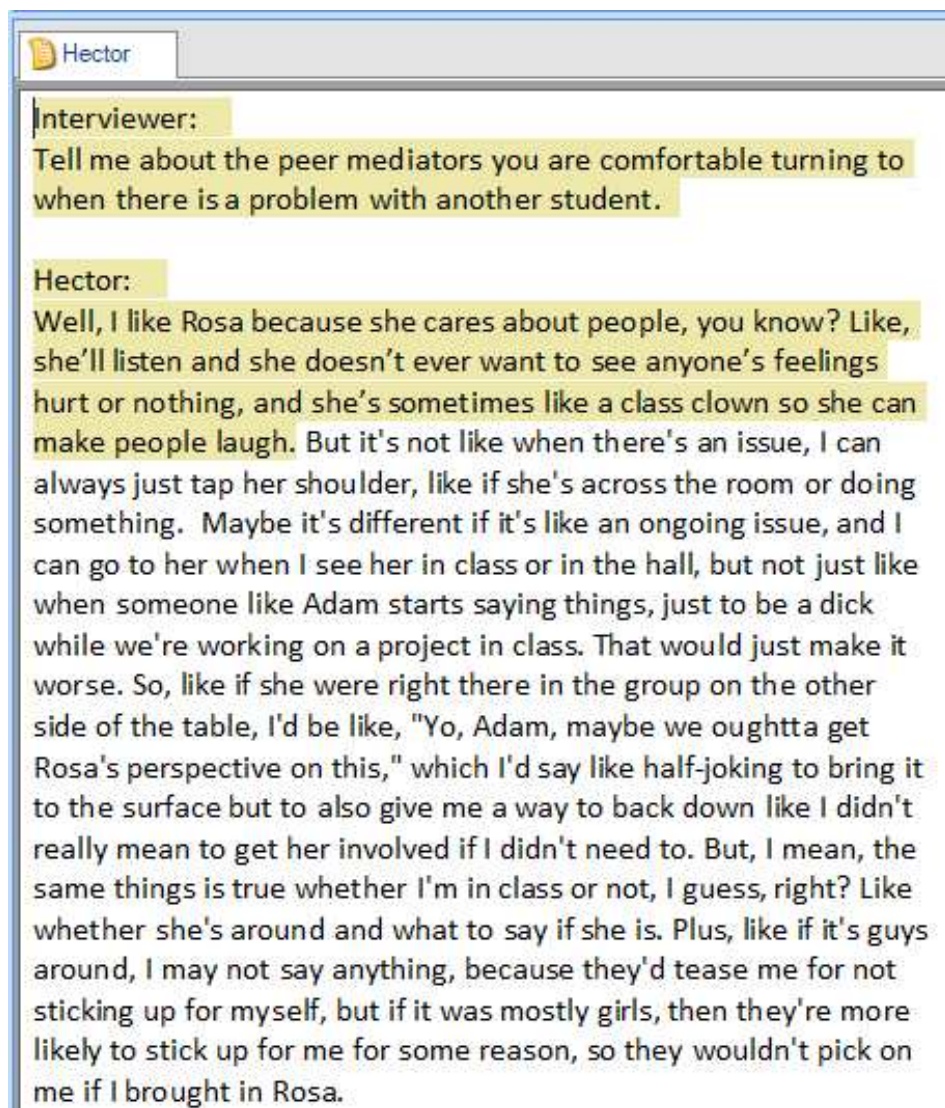 Hector
Interviewer:
Tell me about the peer mediators you are comfortable turning to
when there is a problem with another student.
Hector:
Well, I like Rosa because she cares about people, you know? Like,
she’ll listen and she doesn’t ever want to see anyone’s feelings
hurt or nothing, and she’s sometimes like a class clown so she can
make people laugh. But it's not like when there's an issue, I can
always just tap her shoulder, like if she's across the room or doing
something.  Maybe it's different if it's like an ongoing issue, and I
can go to her when I see her in class or in the hall, but not just like
when someone like Adam starts saying things, just to be a dick
while we're working on a project in class. That would just make it
worse. So, like if she were right there in the group on the other
side of the table, I'd be like, "Yo, Adam, maybe we oughtta get
Rosa's perspective on this," which I'd say like half-joking to bring it
to the surface but to also give me a way to back down like I didn't
really mean to get her involved if I didn't need to. But, I mean, the
same things is true whether I'm in class or not, I guess, right? Like
whether she's around and what to say if she is. Plus, like if it's guys
around, I may not say anything, because they'd tease me for not
sticking up for myself, but if it was mostly girls, then they're more
likely to stick up for me for some reason, so they wouldn't pick on
me if I brought in Rosa.